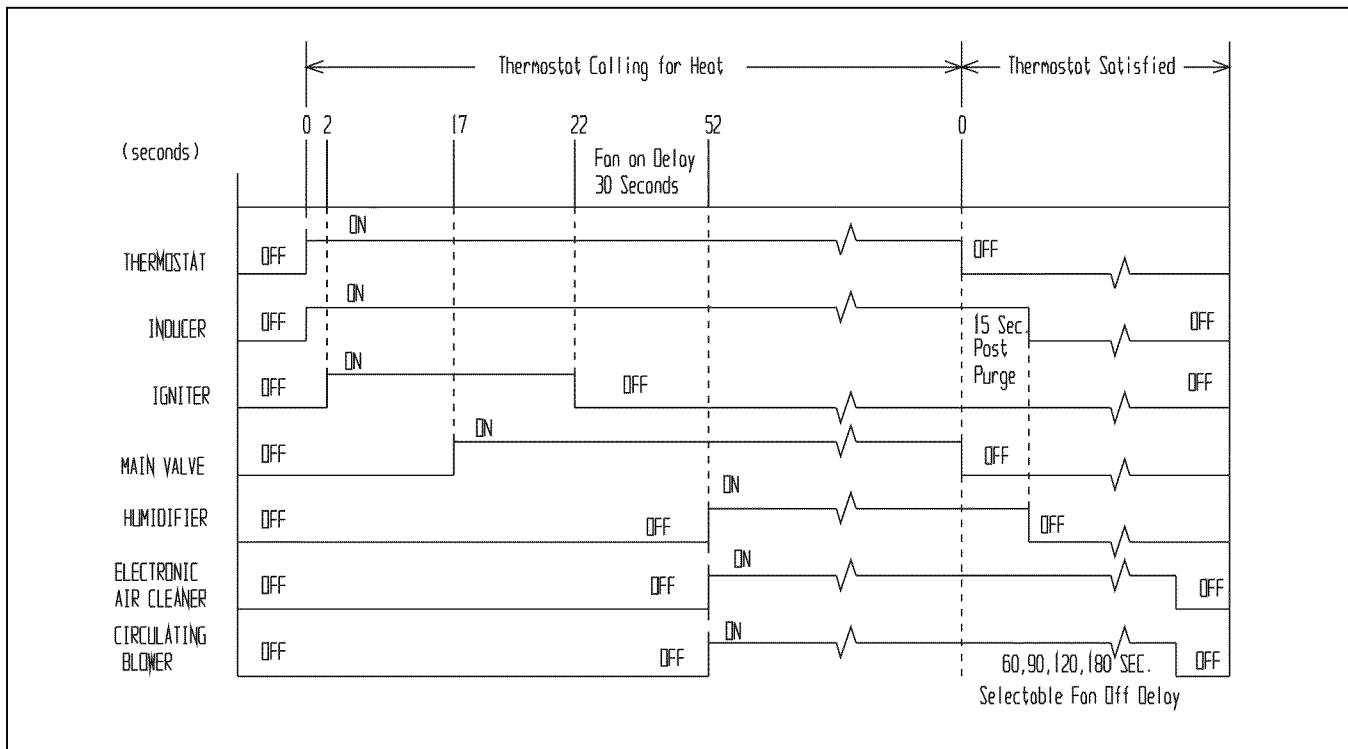 Thermostat Calling for Heat
Thermostat Satisfied
0 2 17 22 52 0
(seconds)
Fan on Delay
30 Seconds
THERMOSTAT OFF ON OFF
INDUCER OFF ON OFF
15 Sec.
Post
Purge
IGNITER OFF ON OFF OFF
MAIN VALVE OFF ON OFF
HUMIDIFIER OFF OFF ON OFF
ELECTRONIC
AIR CLEANER OFF OFF ON OFF
CIRCULATING
BLOWER OFF OFF ON OFF
60,90,120,180 SEC.
Selectable Fan Off Delay